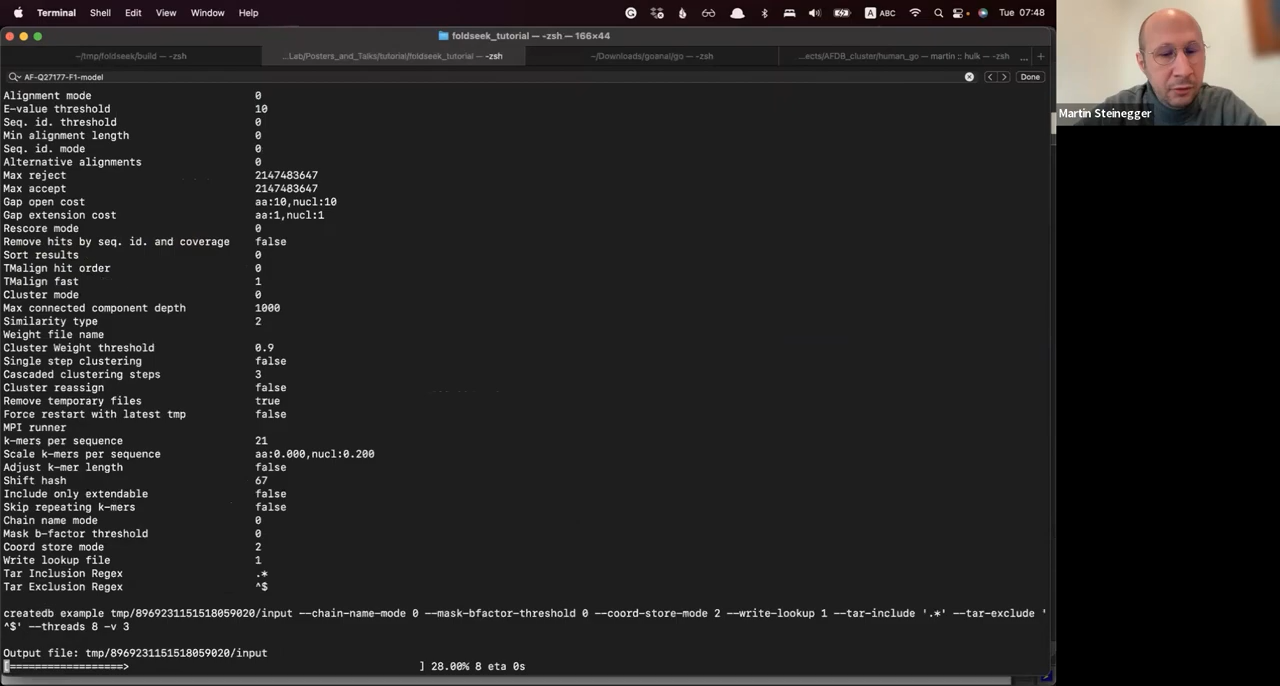 Terminal Shell Edit View Window Help A ABC Tue 07:48
foldseek_tutorial — -zsh — 166×44
~/tmp/foldseek/build — -zsh ...Lab/Posters_and_Talks/tutorial/foldseek_tutorial — -zsh ~/Downloads/goanal/go — -zsh ...ects/AFDB_cluster/human_go — martin :: hulk — -zsh ... +
AF-Q27177-F1-model Done
Alignment mode 0
E-value threshold 10
Seq. id. threshold 0
Min alignment length 0
Seq. id. mode 0
Alternative alignments 0
Max reject 2147483647
Max accept 2147483647
Gap open cost aa:10,nucl:10
Gap extension cost aa:1,nucl:1
Rescore mode 0
Remove hits by seq. id. and coverage false
Sort results 0
TMalign hit order 0
TMalign fast 1
Cluster mode 0
Max connected component depth 1000
Similarity type 2
Weight file name
Cluster Weight threshold 0.9
Single step clustering false
Cascaded clustering steps 3
Cluster reassign false
Remove temporary files true
Force restart with latest tmp false
MPI runner
k-mers per sequence 21
Scale k-mers per sequence aa:0.000,nucl:0.200
Adjust k-mer length false
Shift hash 67
Include only extendable false
Skip repeating k-mers false
Chain name mode 0
Mask b-factor threshold 0
Coord store mode 2
Write lookup file 1
Tar Inclusion Regex .*
Tar Exclusion Regex ^$
createdb example tmp/8969231151518059020/input --chain-name-mode 0 --mask-bfactor-threshold 0 --coord-store-mode 2 --write-lookup 1 --tar-include '.*' --tar-exclude '
^$' --threads 8 -v 3
Output file: tmp/8969231151518059020/input
[==================> ] 28.00% 8 eta 0s
Martin Steinegger